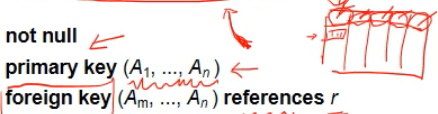 not null
primary key (A₁, ..., Aₙ)
foreign key (Aₘ, ..., Aₙ) references r